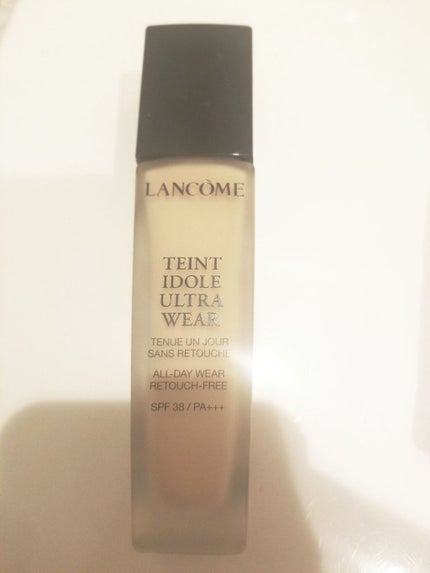 LANCÔME
TEINT
IDOLE
ULTRA
WEAR
TENUE UN JOUR
SANS RETOUCHE
ALL-DAY WEAR
RETOUCH-FREE
SPF 38 / PA+++